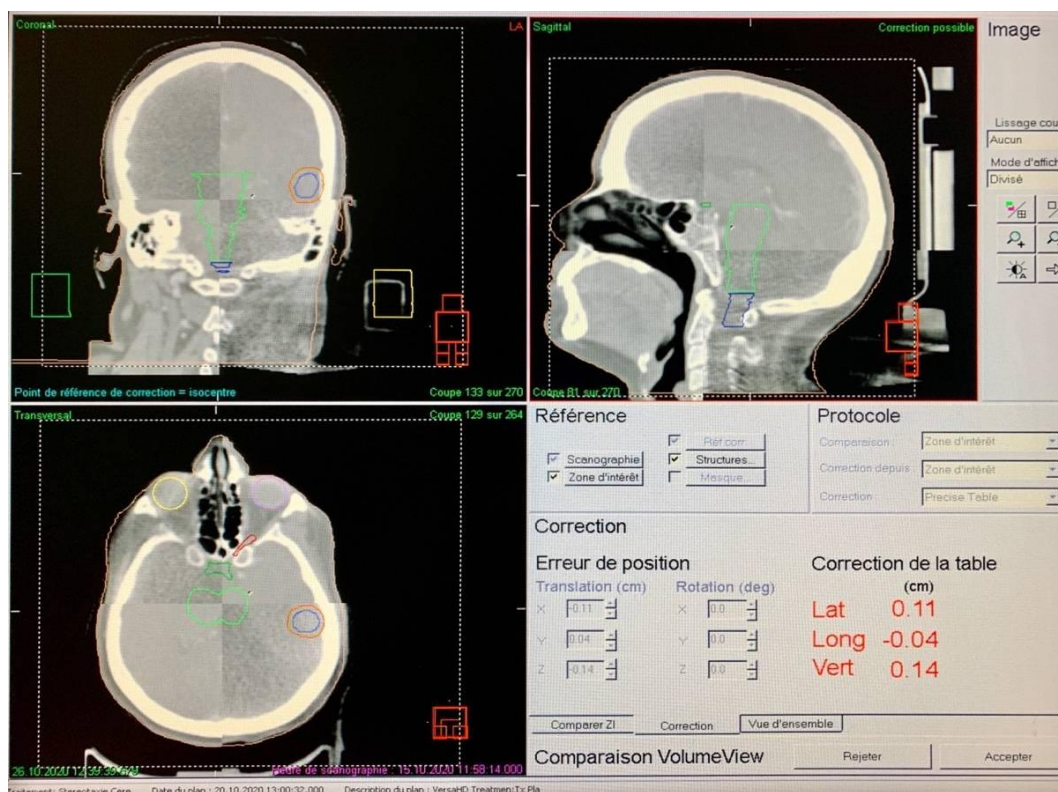 Coronal
LA
Point de référence de correction = isocentre
Coupe 133 sur 270
Sagittal
Correction possible
Coupe 81 sur 270
Image
Lissage cou
Aucun
Mode d'affich
Divisé
Transversal
Coupe 129 sur 264
26.10.2020 12:39:39
Heure de scanographie : 15.10.2020 11:58:14.000
Référence
Réf.corr.
Scanographie
Structures...
Zone d'intérêt
Masque...
Protocole
Comparaison :
Zone d'intérêt
Correction depuis :
Zone d'intérêt
Correction :
Precise Table
Correction
Erreur de position
Translation (cm)
Rotation (deg)
X
-0.11
X
0.0
Y
0.04
Y
0.0
Z
-0.14
Z
0.0
Correction de la table
(cm)
Lat 0.11
Long -0.04
Vert 0.14
Comparer ZI
Correction
Vue d'ensemble
Comparaison VolumeView
Rejeter
Accepter
Traitement: Stereotaxie Cere
Date du plan : 20.10.2020 13:00:32.000
Description du plan : VersaHD Treatment:Tx Pla